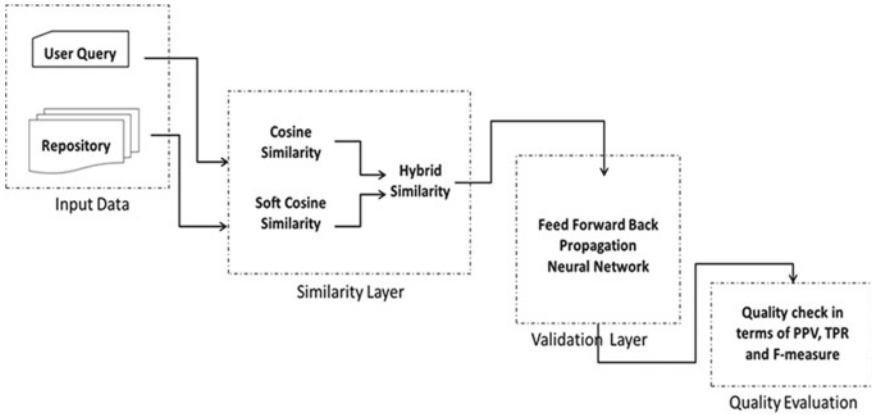 User Query
Repository
Input Data
Cosine
Similarity
Soft Cosine
Similarity
Hybrid
Similarity
Similarity Layer
Feed Forward Back
Propagation
Neural Network
Validation Layer
Quality check in
terms of PPV, TPR
and F-measure
Quality Evaluation